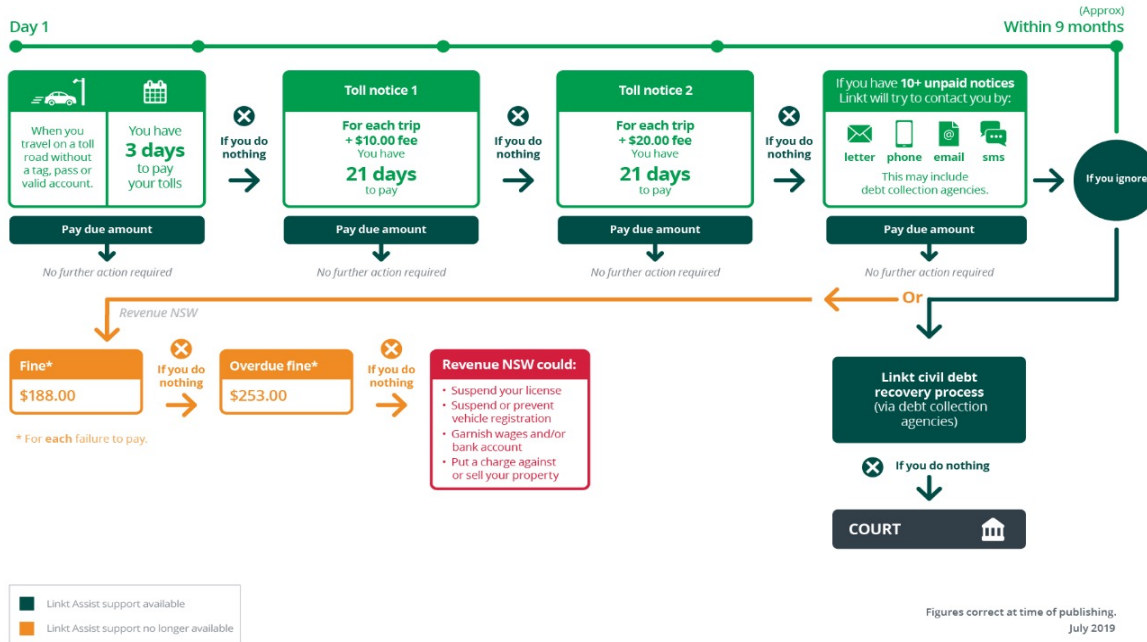 Day 1
(Approx)
Within 9 months
When you
travel on a toll
road without
a tag, pass or
valid account.
You have
3 days
to pay
your tolls
If you do
nothing
Toll notice 1
For each trip
+ $10.00 fee
You have
21 days
to pay
If you do
nothing
Toll notice 2
For each trip
+ $20.00 fee
You have
21 days
to pay
If you do
nothing
If you have 10+ unpaid notices
Linkt will try to contact you by:
letter phone email sms
This may include
debt collection agencies.
If you ignore
Pay due amount
Pay due amount
Pay due amount
Pay due amount
No further action required
No further action required
No further action required
No further action required
Or
Revenue NSW
Fine*
$188.00
If you do
nothing
Overdue fine*
$253.00
If you do
nothing
Revenue NSW could:
• Suspend your license
• Suspend or prevent
vehicle registration
• Garnish wages and/or
bank account
• Put a charge against
or sell your property
* For each failure to pay.
Linkt civil debt
recovery process
(via debt collection
agencies)
If you do nothing
COURT
Linkt Assist support available
Linkt Assist support no longer available
Figures correct at time of publishing.
July 2019